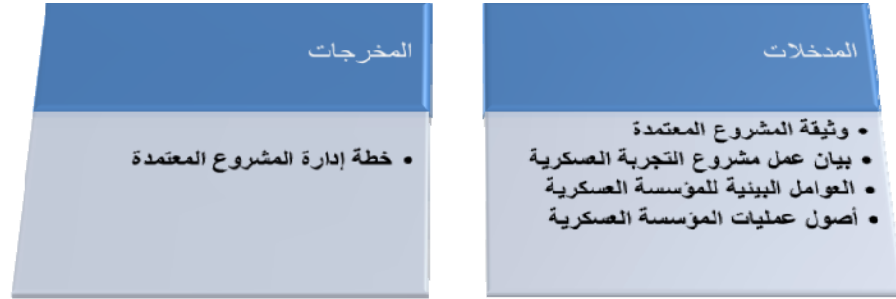 المدخلات
• وثيقة المشروع المعتمدة
• بيان عمل مشروع التجربة العسكرية
• العوامل البيئية للمؤسسة العسكرية
• أصول عمليات المؤسسة العسكرية
المخرجات
• خطة إدارة المشروع المعتمدة